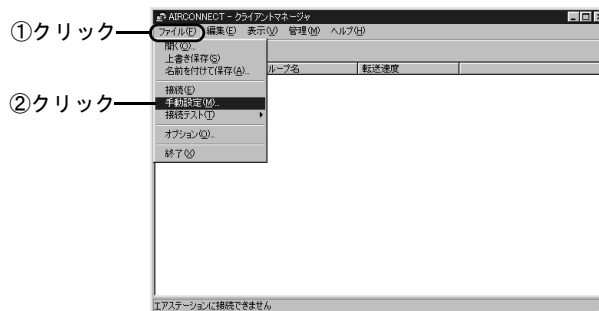 AIRCONNECT - クライアントマネージャ
①クリック
ファイル(F) 編集(E) 表示(V) 管理(M) ヘルプ(H)
開く(O)...
上書き保存(S)
名前を付けて保存(A)...
ループ名 転送速度
接続(E)
②クリック
手動設定(M)...
接続テスト(T)
オプション(O)...
終了(X)
エアステーションに接続できません